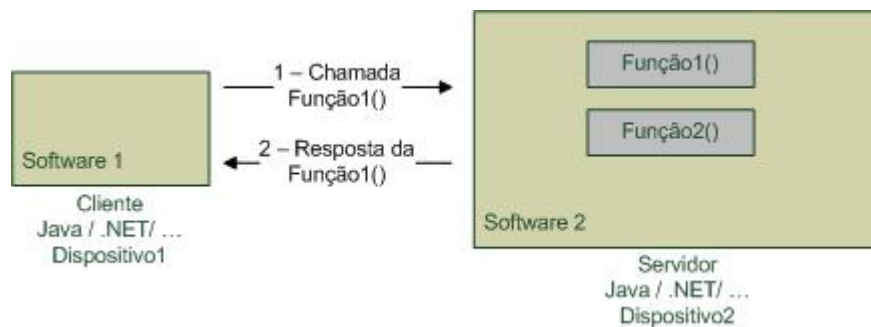 1 – Chamada
Função1()
2 – Resposta da
Função1()
Software 1
Cliente
Java / .NET/ ...
Dispositivo1
Função1()
Função2()
Software 2
Servidor
Java / .NET/ ...
Dispositivo2